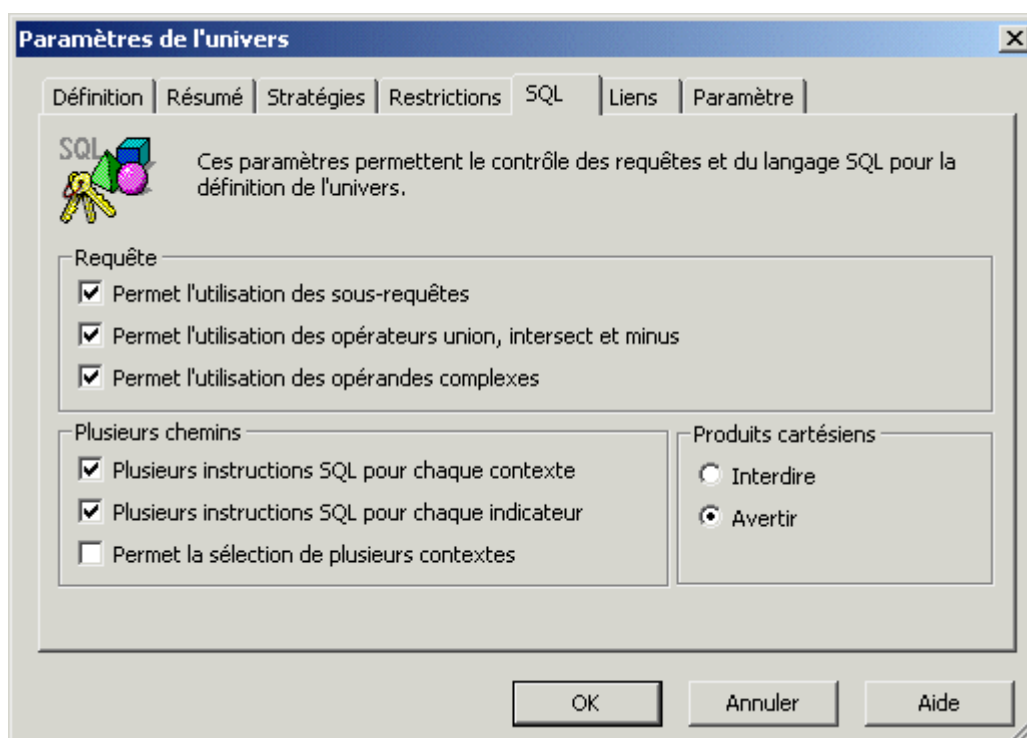 Paramètres de l'univers
Définition Résumé Stratégies Restrictions SQL Liens Paramètre
SQL
Ces paramètres permettent le contrôle des requêtes et du langage SQL pour la
définition de l'univers.
Requête
Permet l'utilisation des sous-requêtes
Permet l'utilisation des opérateurs union, intersect et minus
Permet l'utilisation des opérandes complexes
Plusieurs chemins
Plusieurs instructions SQL pour chaque contexte
Plusieurs instructions SQL pour chaque indicateur
Permet la sélection de plusieurs contextes
Produits cartésiens
Interdire
Avertir
OK Annuler Aide